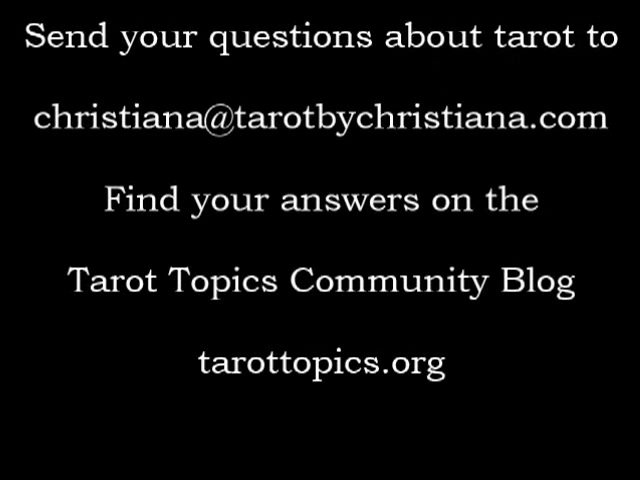 Send your questions about tarot to
christiana@tarotbychristiana.com
Find your answers on the
Tarot Topics Community Blog
tarottopics.org